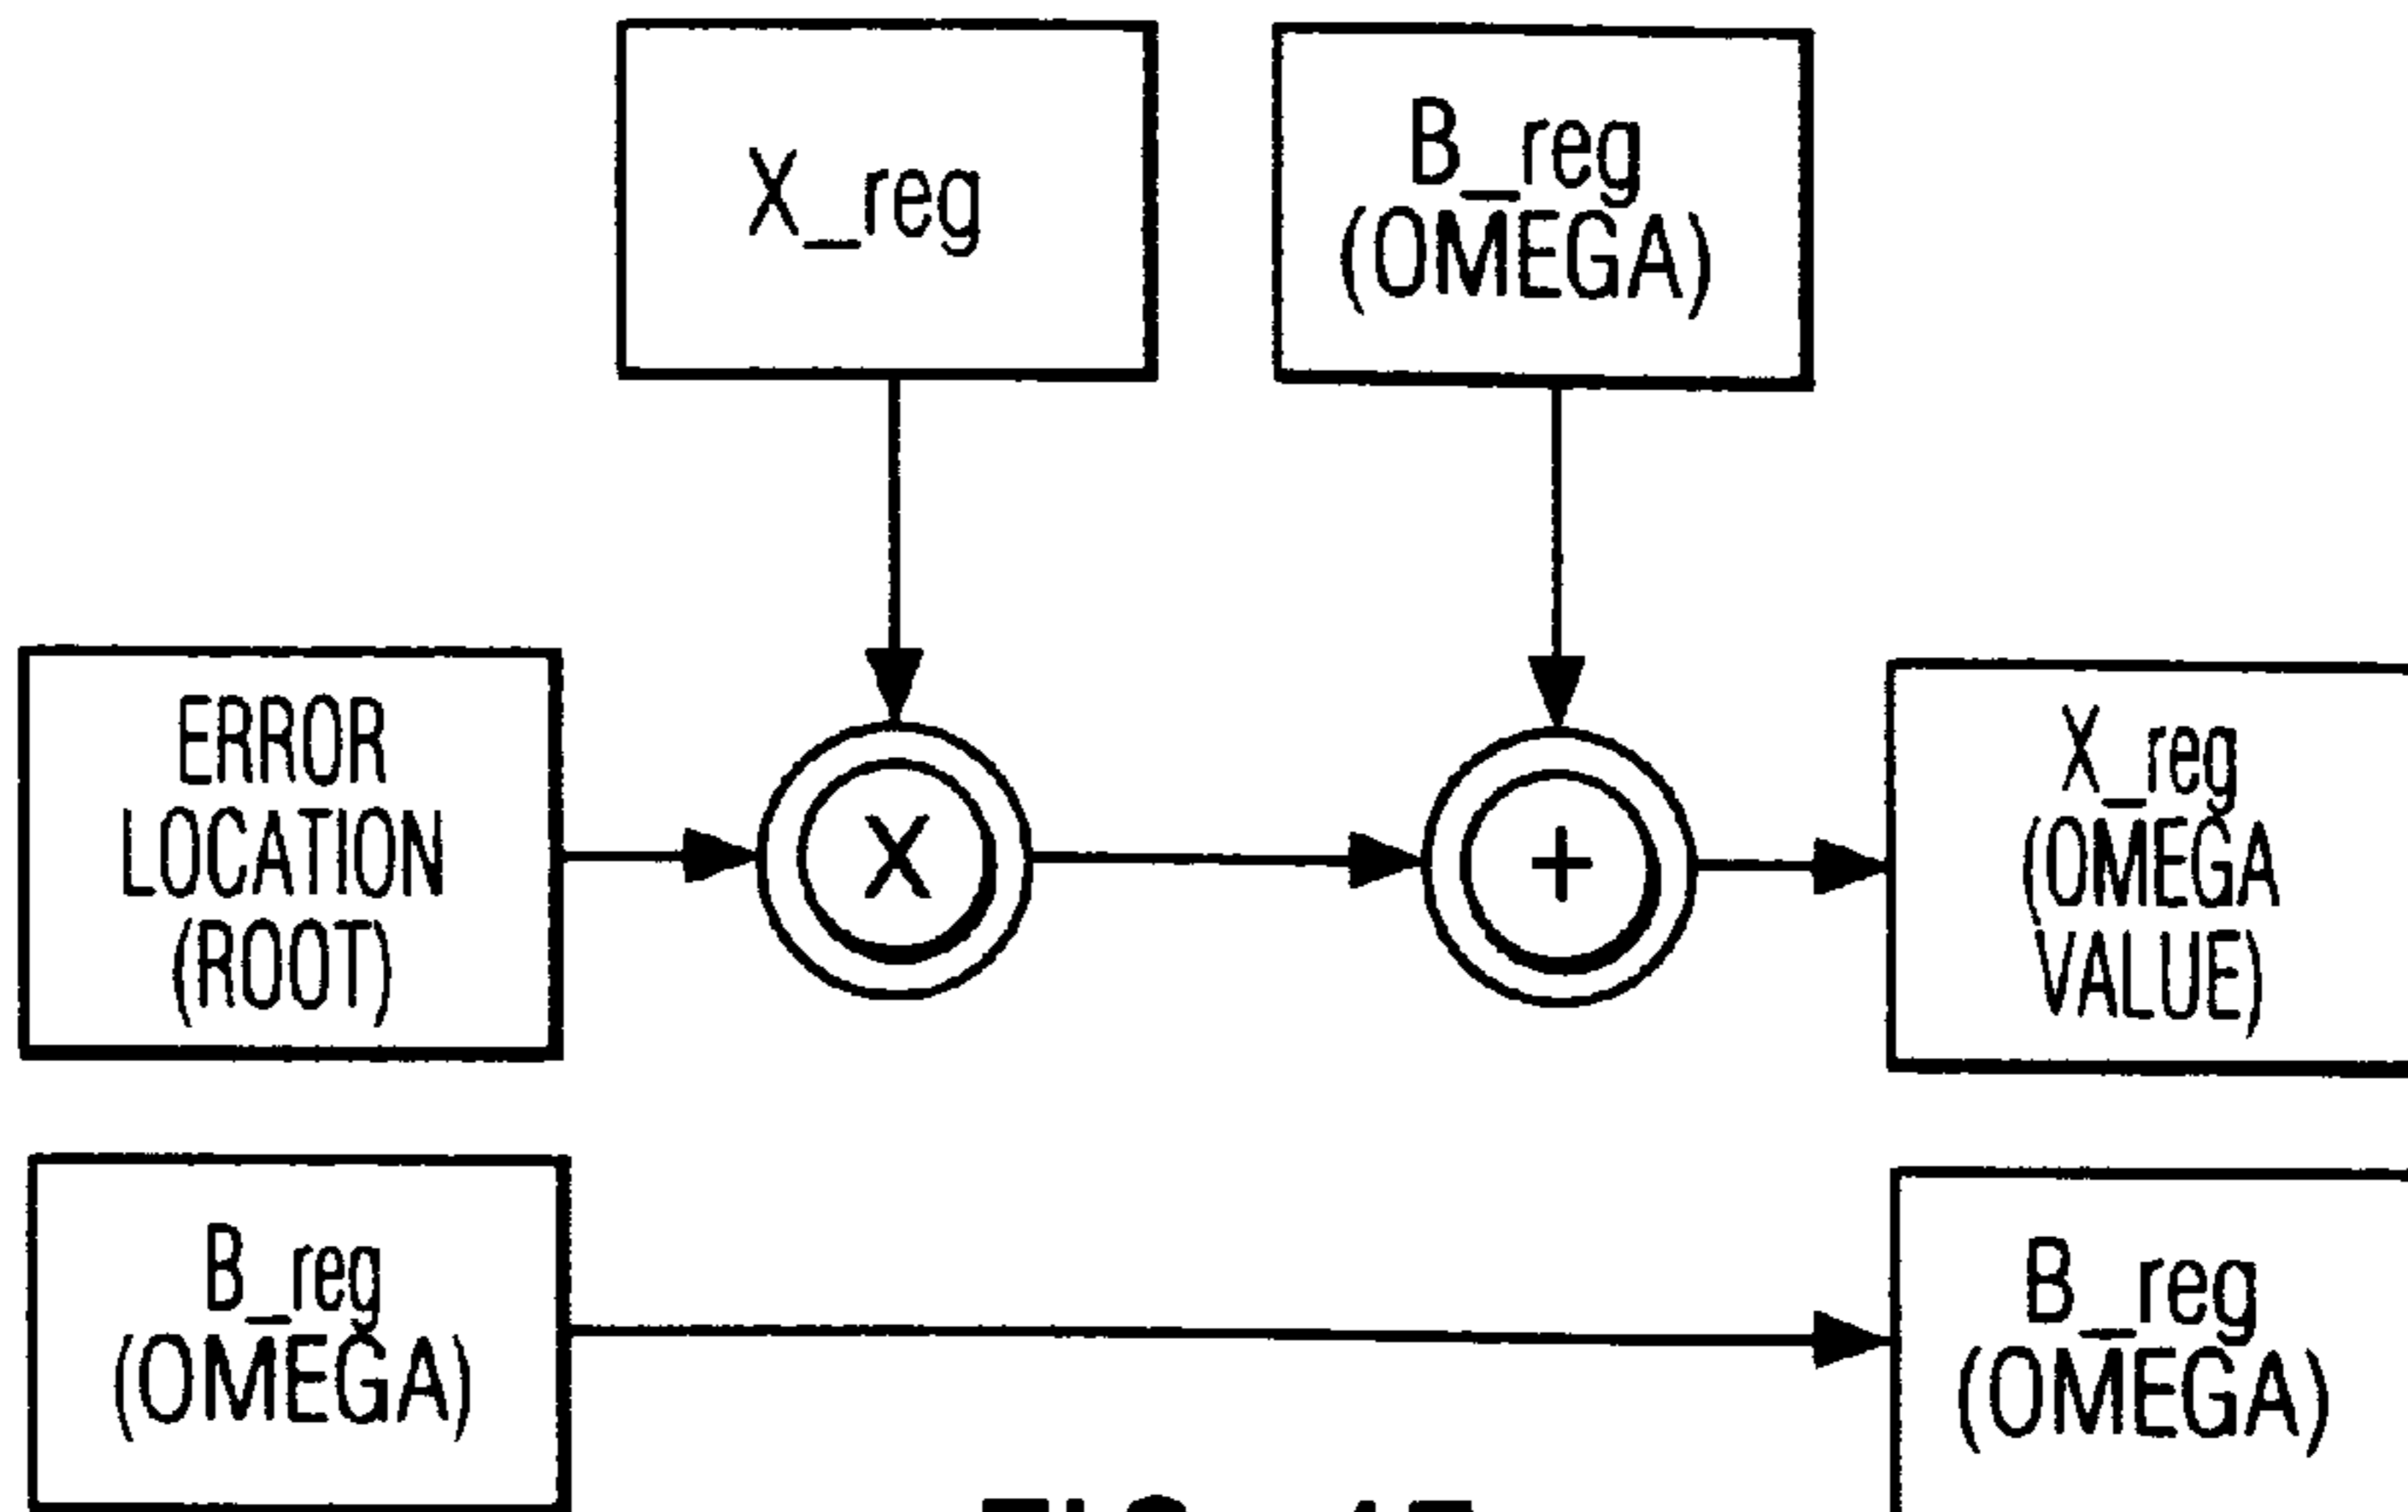 X_reg
B_reg
(OMEGA)
ERROR
LOCATION
(ROOT)
X
+
X_reg
(OMEGA
VALUE)
B_reg
(OMEGA)
B_reg
(OMEGA)